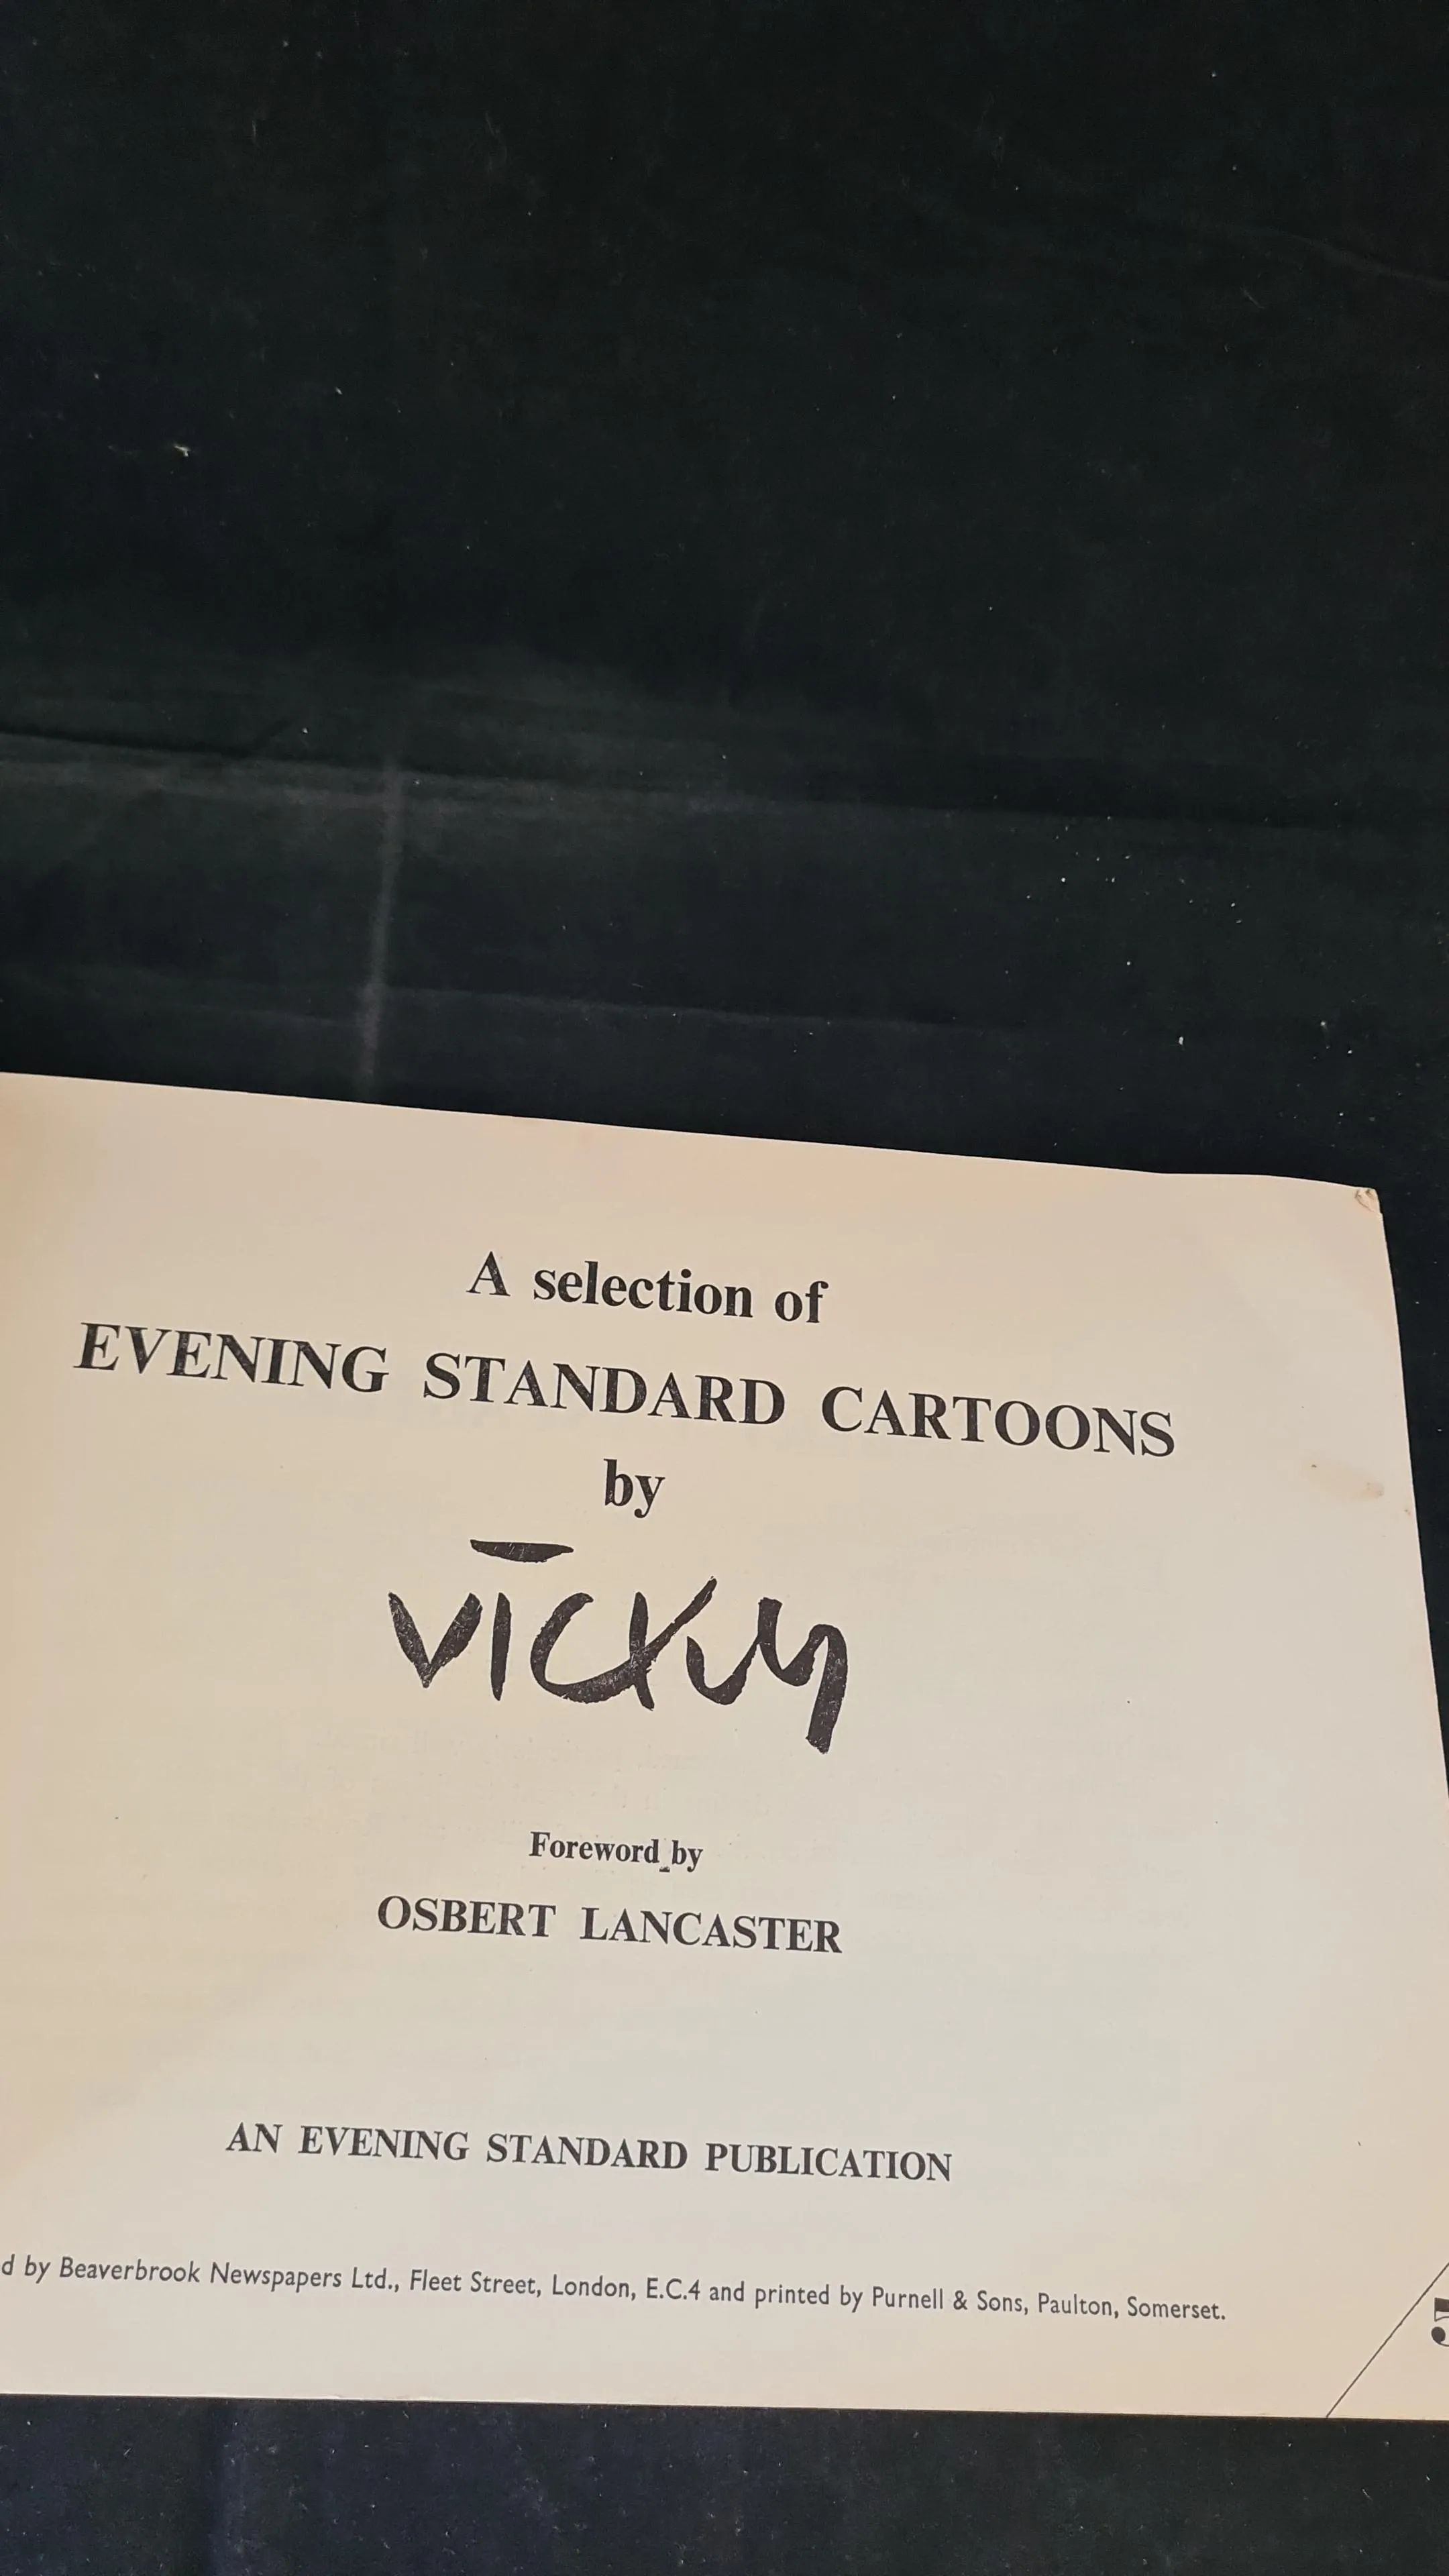 A selection of
EVENING STANDARD CARTOONS
by
VICKY
Foreword by
OSBERT LANCASTER
AN EVENING STANDARD PUBLICATION
by Beaverbrook Newspapers Ltd., Fleet Street, London, E.C.4 and printed by Purnell & Sons, Paulton, Somerset.
5